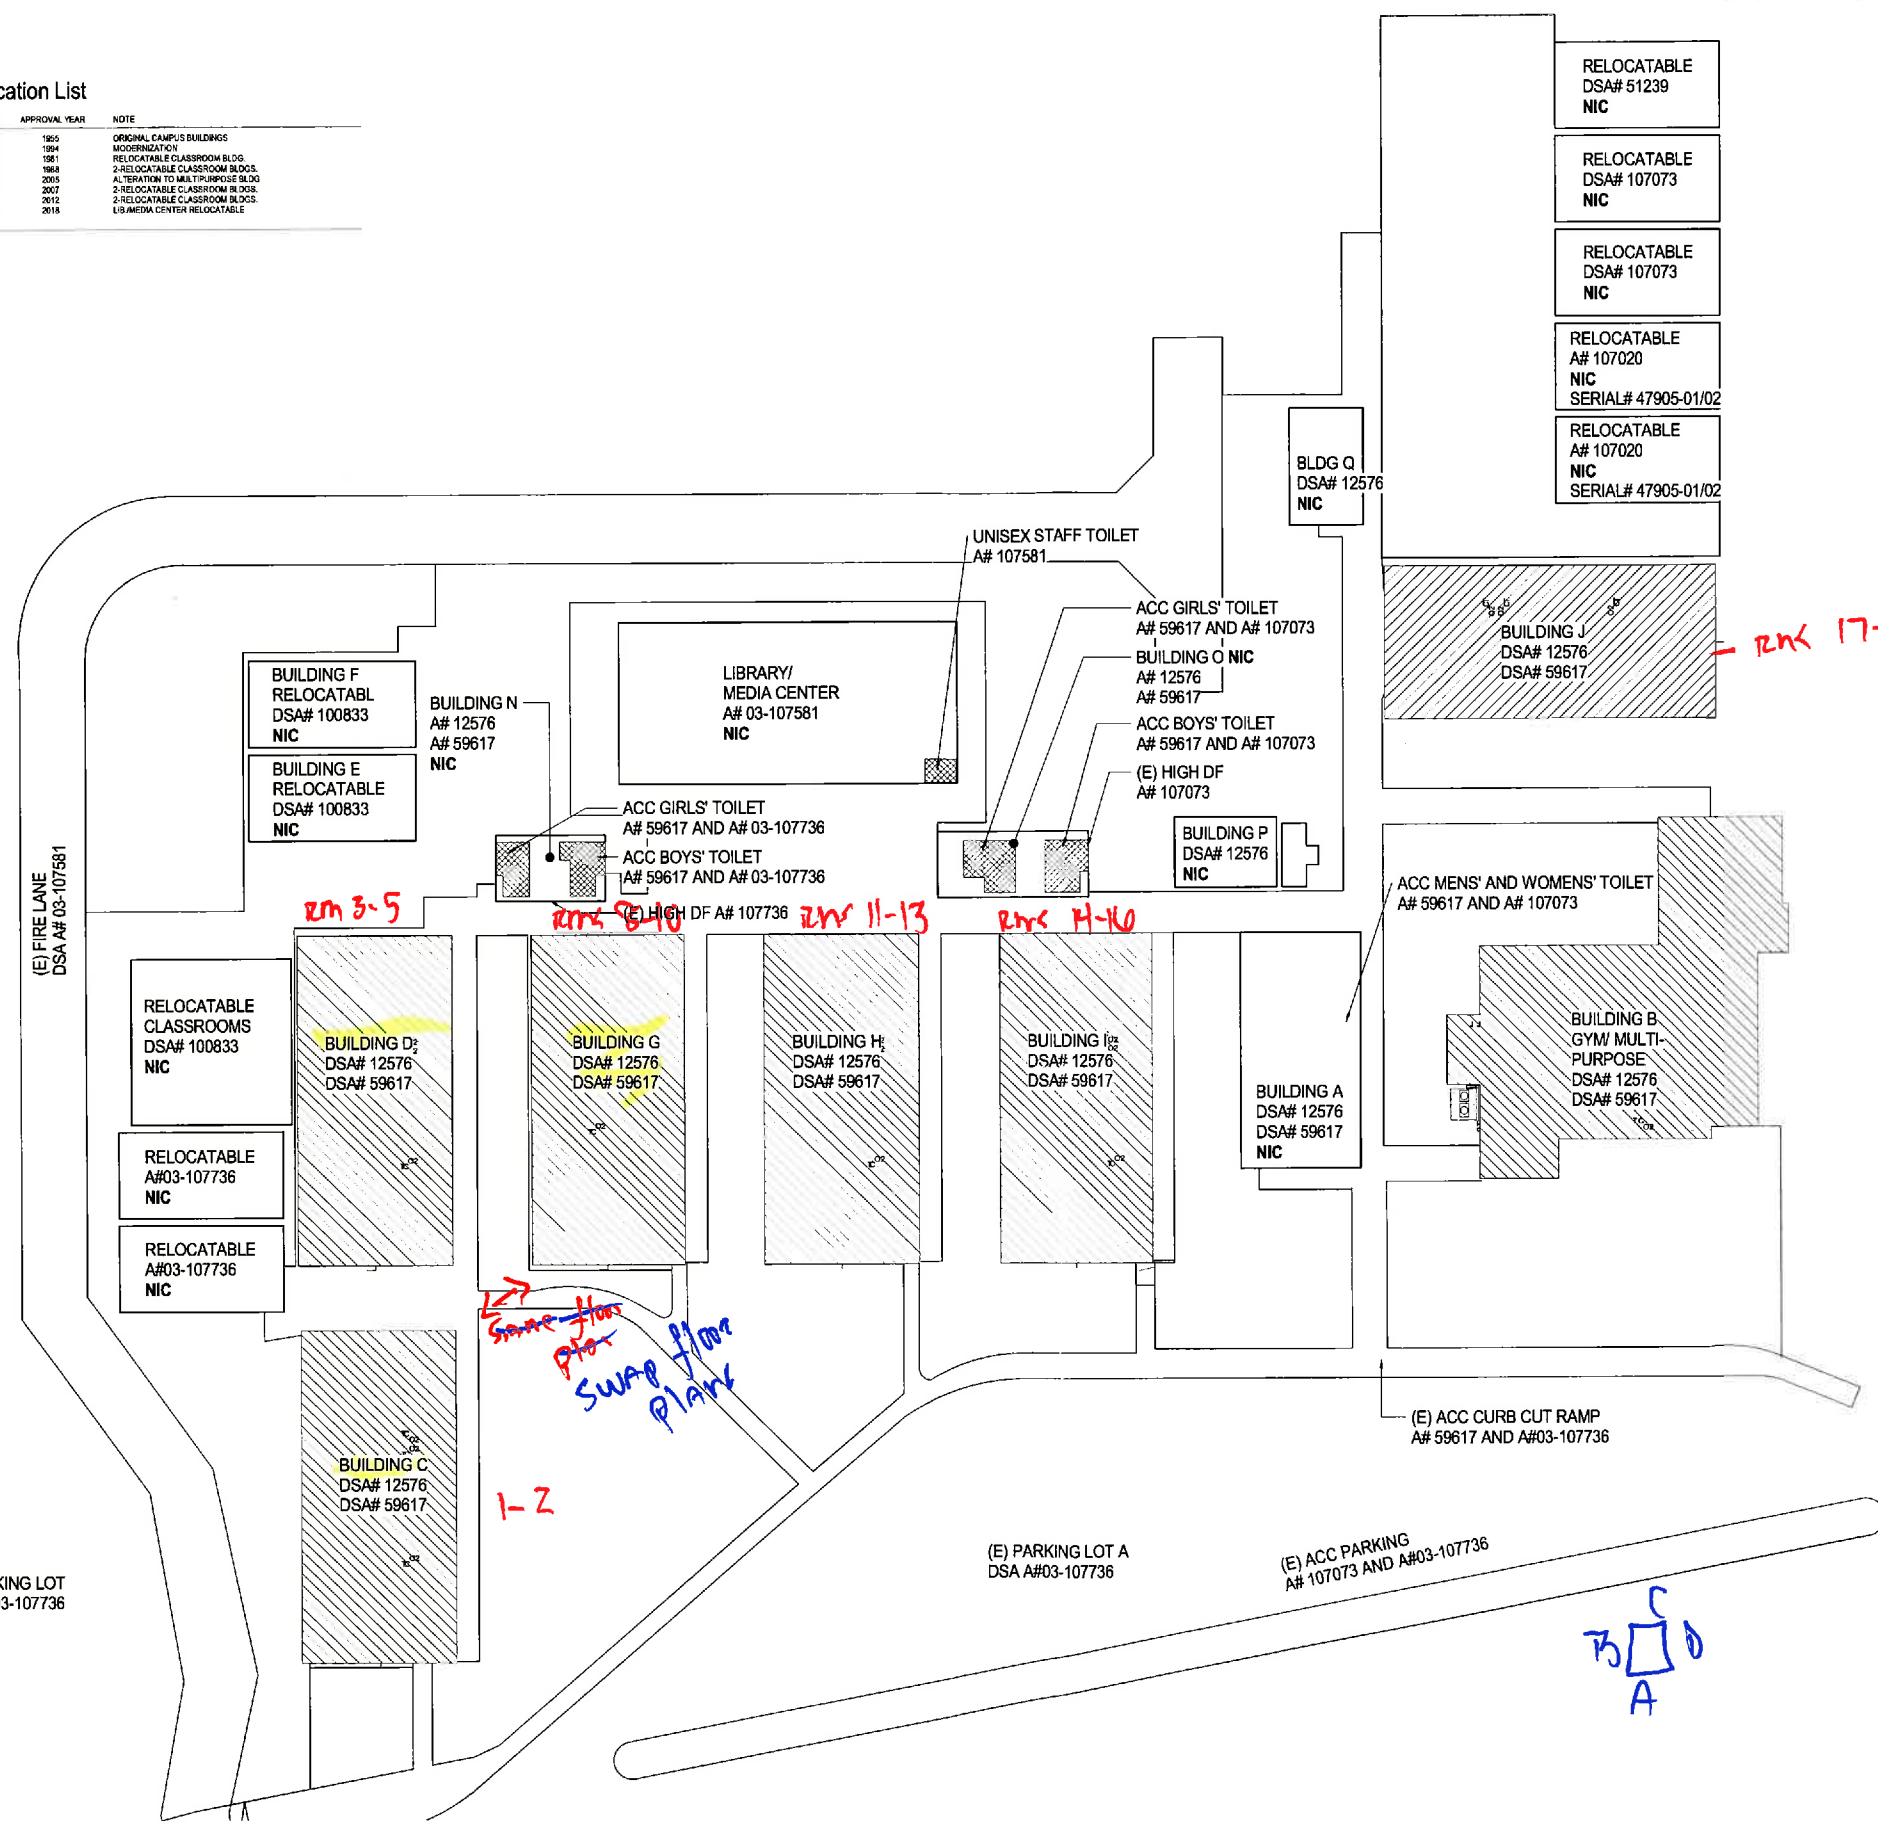 cation List
APPROVAL YEAR NOTE
1955 ORIGINAL CAMPUS BUILDINGS
1994 MODERNIZATION
1981 RELOCATABLE CLASSROOM BLDG.
1988 2-RELOCATABLE CLASSROOM BLDGS.
2005 ALTERATION TO MULTIPURPOSE BLDG
2007 2-RELOCATABLE CLASSROOM BLDGS.
2012 2-RELOCATABLE CLASSROOM BLDGS.
2018 LIB./MEDIA CENTER RELOCATABLE
RELOCATABLE
DSA# 51239
NIC
RELOCATABLE
DSA# 107073
NIC
RELOCATABLE
DSA# 107073
NIC
RELOCATABLE
A# 107020
NIC
SERIAL# 47905-01/02
RELOCATABLE
A# 107020
NIC
SERIAL# 47905-01/02
BLDG Q
DSA# 12576
NIC
UNISEX STAFF TOILET
A# 107581
ACC GIRLS' TOILET
A# 59617 AND A# 107073
BUILDING O NIC
A# 12576
A# 59617
ACC BOYS' TOILET
A# 59617 AND A# 107073
(E) HIGH DF
A# 107073
BUILDING J
DSA# 12576
DSA# 59617
Rms 17-
LIBRARY/
MEDIA CENTER
A# 03-107581
NIC
BUILDING F
RELOCATABL
DSA# 100833
NIC
BUILDING N
A# 12576
A# 59617
NIC
BUILDING E
RELOCATABLE
DSA# 100833
NIC
ACC GIRLS' TOILET
A# 59617 AND A# 03-107736
ACC BOYS' TOILET
A# 59617 AND A# 03-107736
(E) HIGH DF A# 107736
BUILDING P
DSA# 12576
NIC
ACC MENS' AND WOMENS' TOILET
A# 59617 AND A# 107073
(E) FIRE LANE
DSA A# 03-107581
Rm 3-5
Rms 8-10
Rms 11-13
Rms 14-16
RELOCATABLE
CLASSROOMS
DSA# 100833
NIC
BUILDING D
DSA# 12576
DSA# 59617
BUILDING G
DSA# 12576
DSA# 59617
BUILDING H
DSA# 12576
DSA# 59617
BUILDING I
DSA# 12576
DSA# 59617
BUILDING A
DSA# 12576
DSA# 59617
NIC
BUILDING B
GYM/ MULTI-
PURPOSE
DSA# 12576
DSA# 59617
RELOCATABLE
A#03-107736
NIC
RELOCATABLE
A#03-107736
NIC
Same floor
plan
SWAP floor
plans
BUILDING C
DSA# 12576
DSA# 59617
1-2
(E) ACC CURB CUT RAMP
A# 59617 AND A#03-107736
(E) PARKING LOT A
DSA A#03-107736
(E) ACC PARKING
A# 107073 AND A#03-107736
KING LOT
3-107736
C
B D
A